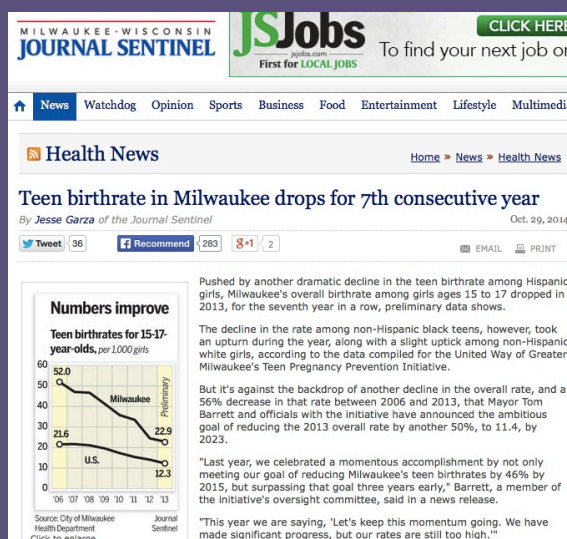 MILWAUKEE·WISCONSIN
JOURNAL SENTINEL
JSJobs
jsjobs.com
First for LOCAL JOBS
CLICK HERE
To find your next job
News Watchdog Opinion Sports Business Food Entertainment Lifestyle
Health News
Home » News » Health News
Teen birthrate in Milwaukee drops for 7th consecutive year
By Jesse Garza of the Journal Sentinel
Oct. 29, 2014
Tweet 36 Recommend 283 g+1 2
EMAIL PRINT
Pushed by another dramatic decline in the teen birthrate among Hispanic
girls, Milwaukee's overall birthrate among girls ages 15 to 17 dropped in
2013, for the seventh year in a row, preliminary data shows.
The decline in the rate among non-Hispanic black teens, however, took
an upturn during the year, along with a slight uptick among non-Hispanic
white girls, according to the data compiled for the United Way of Greater
Milwaukee's Teen Pregnancy Prevention Initiative.
But it's against the backdrop of another decline in the overall rate, and a
56% decrease in that rate between 2006 and 2013, that Mayor Tom
Barrett and officials with the initiative have announced the ambitious
goal of reducing the 2013 overall rate by another 50%, to 11.4, by
2023.
"Last year, we celebrated a momentous accomplishment by not only
meeting our goal of reducing Milwaukee's teen birthrates by 46% by
2015, but surpassing that goal three years early," Barrett, a member of
the initiative's oversight committee, said in a news release.
"This year we are saying, 'Let's keep this momentum going. We have
made significant progress, but our rates are still too high.'"
Numbers improve
Teen birthrates for 15-17-
year-olds, per 1,000 girls
60
50
40
30
20
10
0
52.0
Milwaukee
Preliminary
22.9
21.6
U.S.
12.3
'06 '07 '08 '09 '10 '11 '12 '13
Source: City of Milwaukee
Health Department
Journal
Sentinel
Click to enlarge